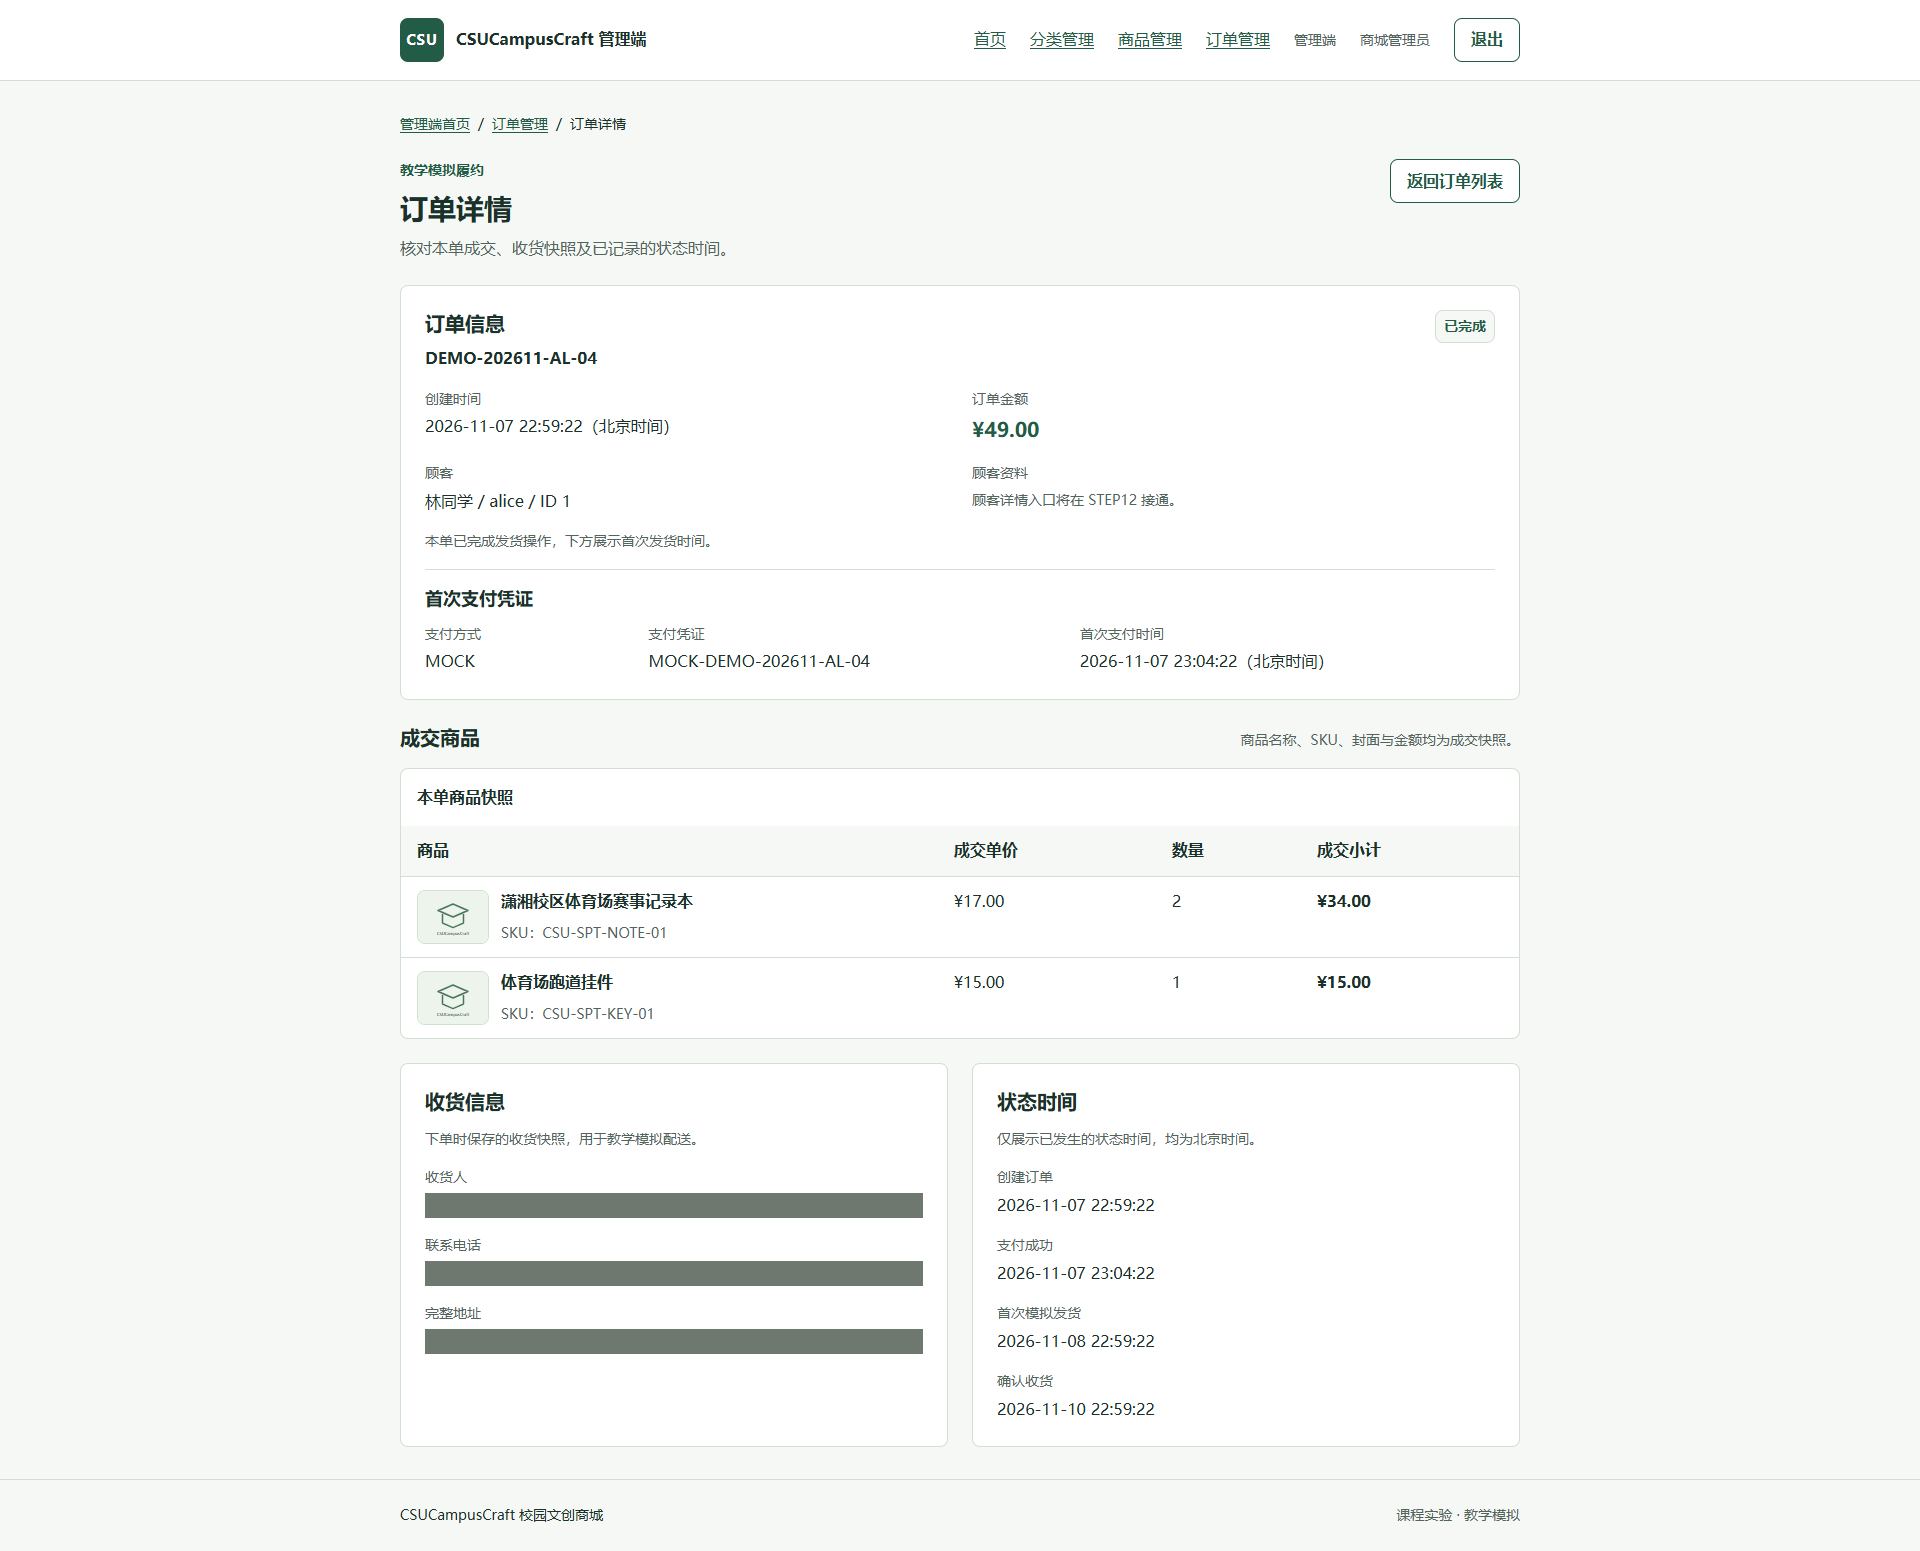 CSU CSUCampusCraft 管理端 首页 分类管理 商品管理 订单管理 管理端 商城管理员 退出
管理端首页 / 订单管理 / 订单详情
教学模拟履约
返回订单列表
订单详情
核对本单成交、收货快照及已记录的状态时间。
订单信息
已完成
DEMO-202611-AL-04
创建时间 订单金额
2026-11-07 22:59:22（北京时间） ¥49.00
顾客 顾客资料
林同学 / alice / ID 1 顾客详情入口将在 STEP12 接通。
本单已完成发货操作，下方展示首次发货时间。
首次支付凭证
支付方式 支付凭证 首次支付时间
MOCK MOCK-DEMO-202611-AL-04 2026-11-07 23:04:22（北京时间）
成交商品 商品名称、SKU、封面与金额均为成交快照。
本单商品快照
商品 成交单价 数量 成交小计
潇湘校区体育场赛事记录本 ¥17.00 2 ¥34.00
CSUCampusCraft
SKU：CSU-SPT-NOTE-01
体育场跑道挂件 ¥15.00 1 ¥15.00
CSUCampusCraft
SKU：CSU-SPT-KEY-01
收货信息
下单时保存的收货快照，用于教学模拟配送。
收货人
联系电话
完整地址
状态时间
仅展示已发生的状态时间，均为北京时间。
创建订单
2026-11-07 22:59:22
支付成功
2026-11-07 23:04:22
首次模拟发货
2026-11-08 22:59:22
确认收货
2026-11-10 22:59:22
CSUCampusCraft 校园文创商城 课程实验 · 教学模拟